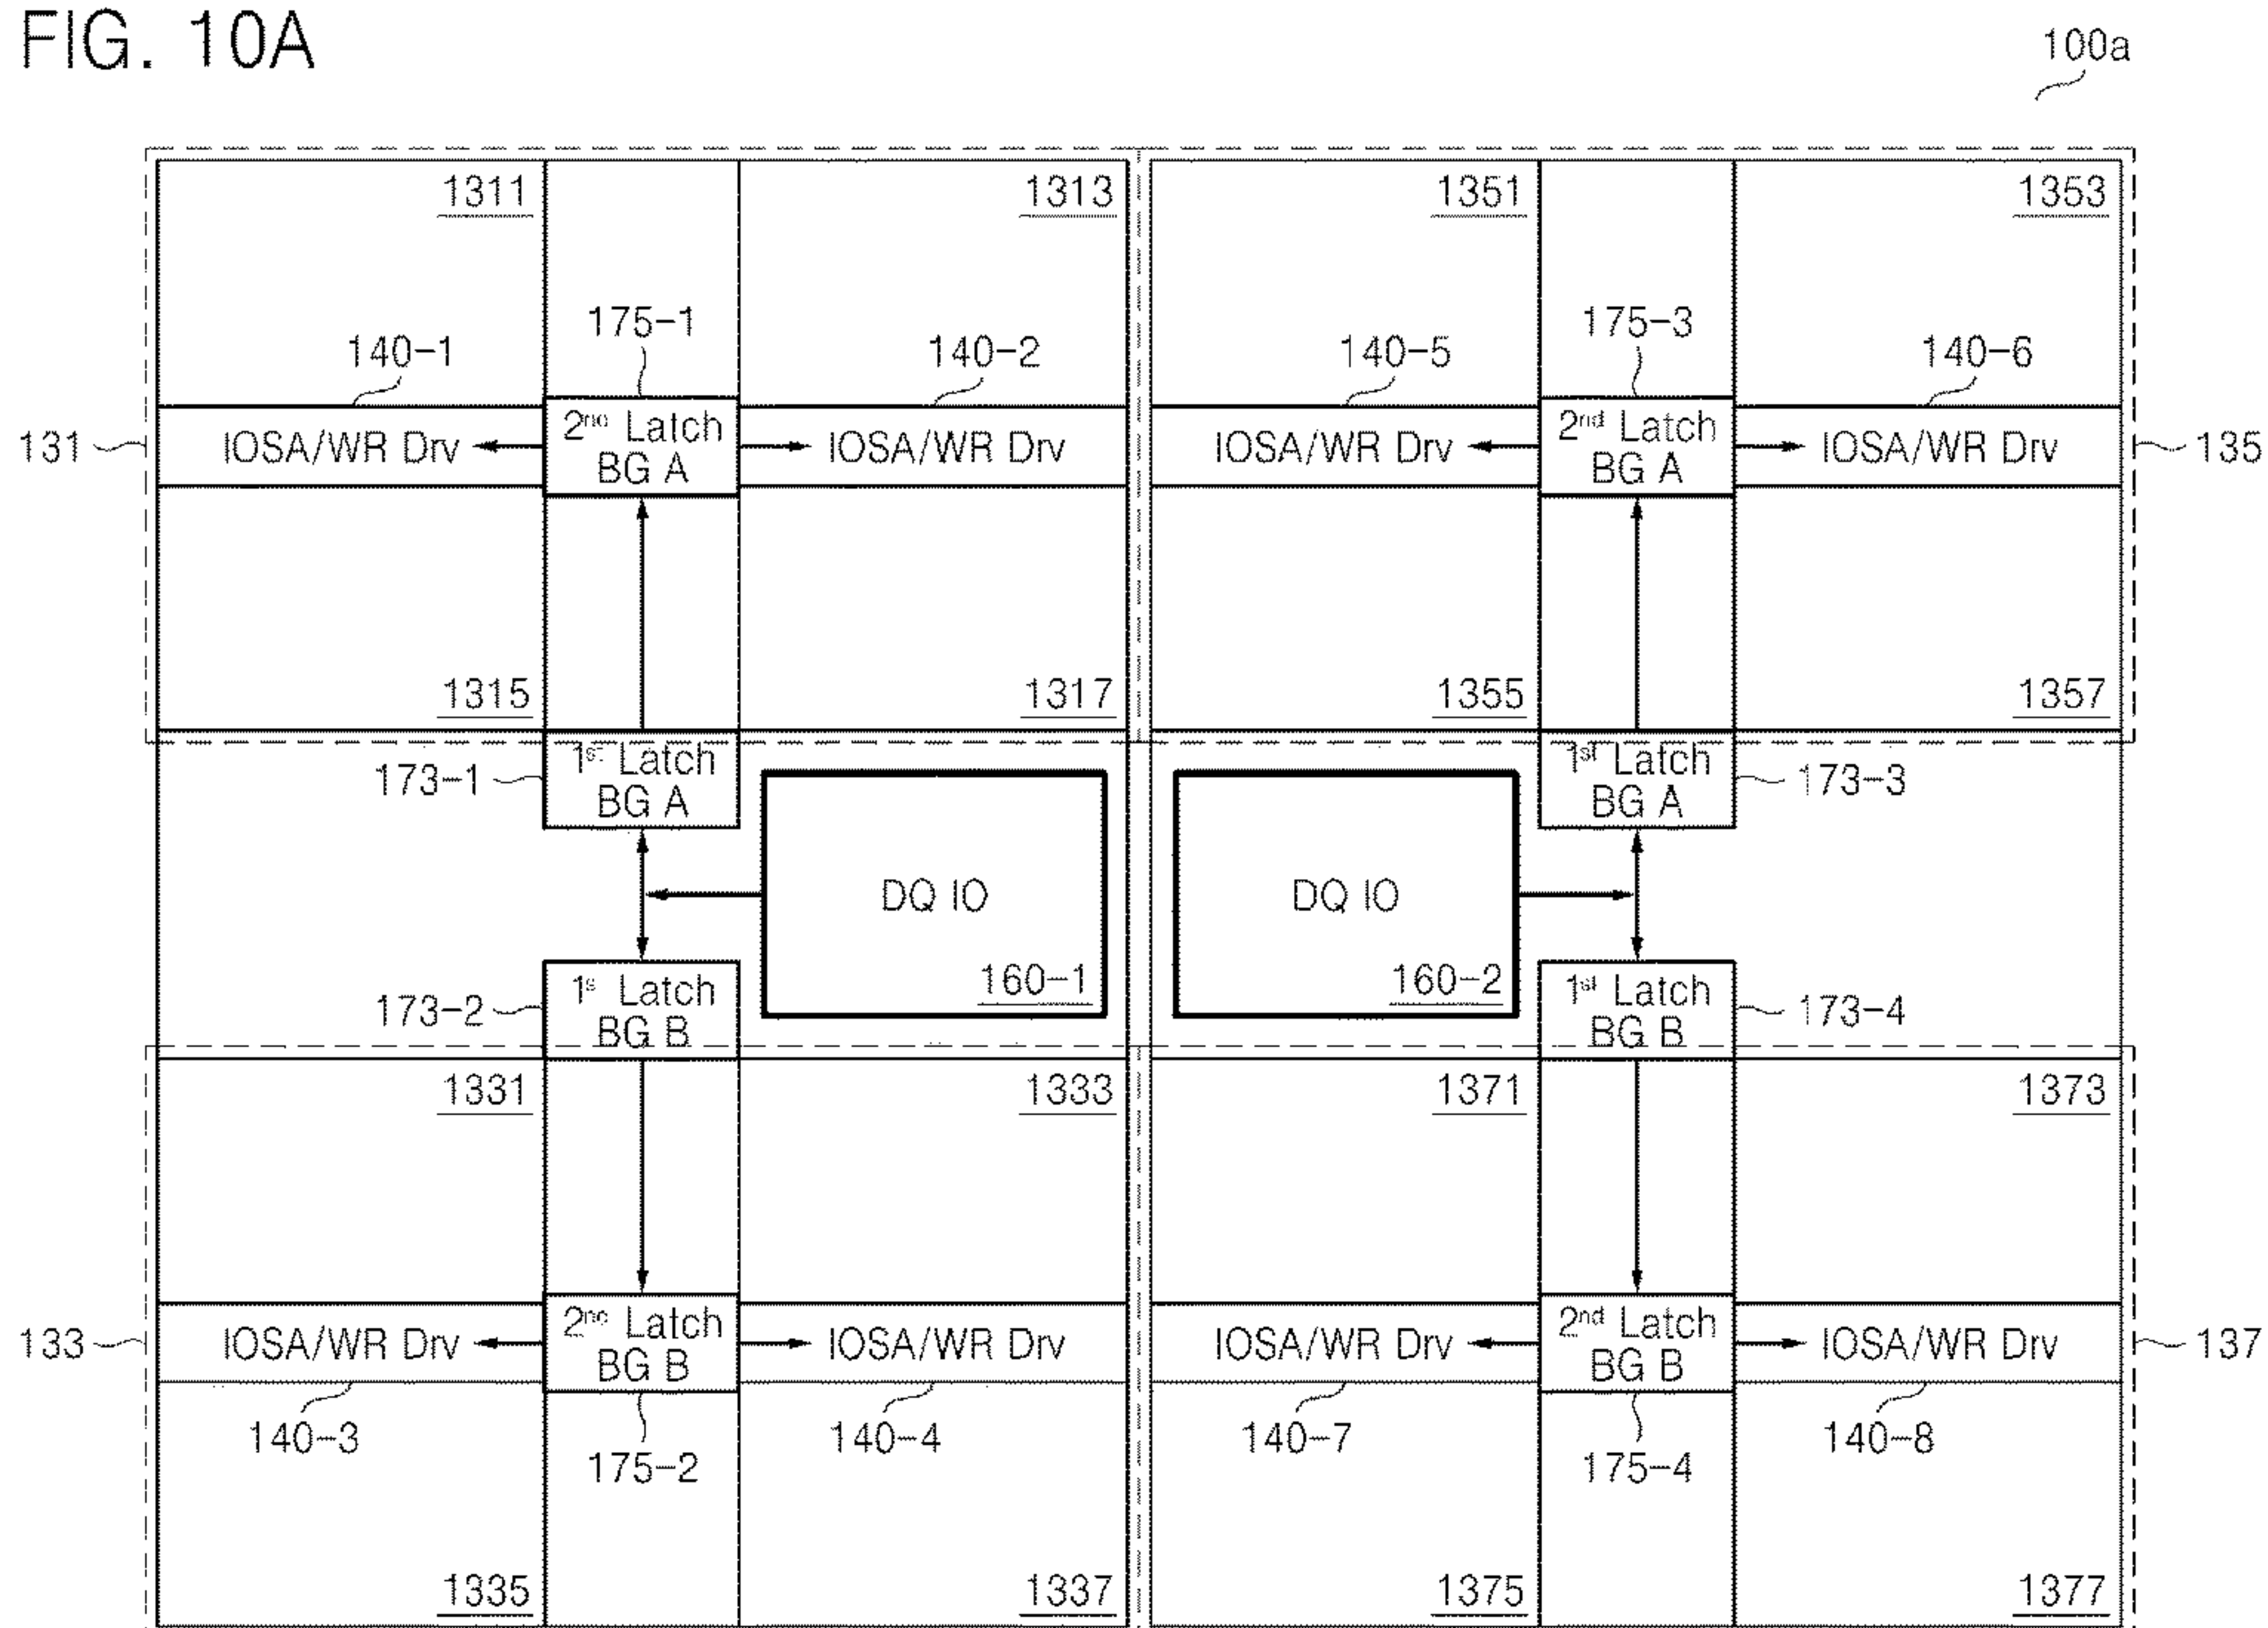 FIG. 10A
100a
1311
1313
1351
1353
175-1
175-3
140-1
140-2
140-5
140-6
131
IOSA/WR Drv
2nd Latch
BG A
IOSA/WR Drv
IOSA/WR Drv
2nd Latch
BG A
IOSA/WR Drv
135
1315
1317
1355
1357
173-1
1st Latch
BG A
1st Latch
BG A
173-3
DQ IO
160-1
DQ IO
160-2
173-2
1st Latch
BG B
1st Latch
BG B
173-4
1331
1333
1371
1373
133
IOSA/WR Drv
2nd Latch
BG B
IOSA/WR Drv
IOSA/WR Drv
2nd Latch
BG B
IOSA/WR Drv
137
140-3
175-2
140-4
140-7
175-4
140-8
1335
1337
1375
1377